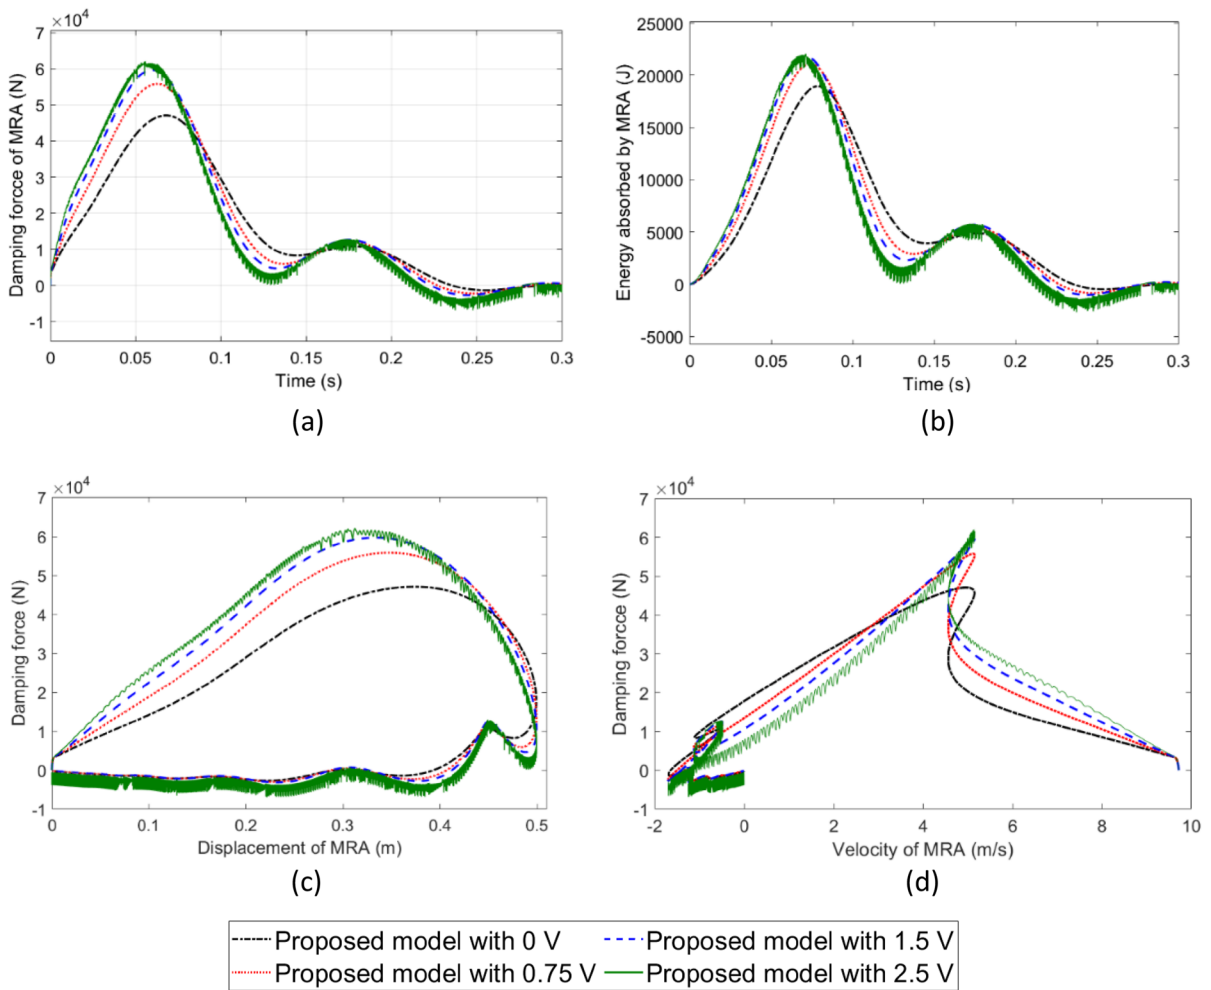 7 ×10⁴
6
5
4
3
2
1
0
-1
Damping forcce of MRA (N)
0 0.05 0.1 0.15 0.2 0.25 0.3
Time (s)
(a)
25000
20000
15000
10000
5000
0
-5000
Energy absorbed by MRA (J)
0 0.05 0.1 0.15 0.2 0.25 0.3
Time (s)
(b)
7 ×10⁴
6
5
4
3
2
1
0
-1
Damping forcce (N)
0 0.1 0.2 0.3 0.4 0.5
Displacement of MRA (m)
(c)
7 ×10⁴
6
5
4
3
2
1
0
-1
Damping forcce (N)
-2 0 2 4 6 8 10
Velocity of MRA (m/s)
(d)
Proposed model with 0 V
Proposed model with 1.5 V
Proposed model with 0.75 V
Proposed model with 2.5 V